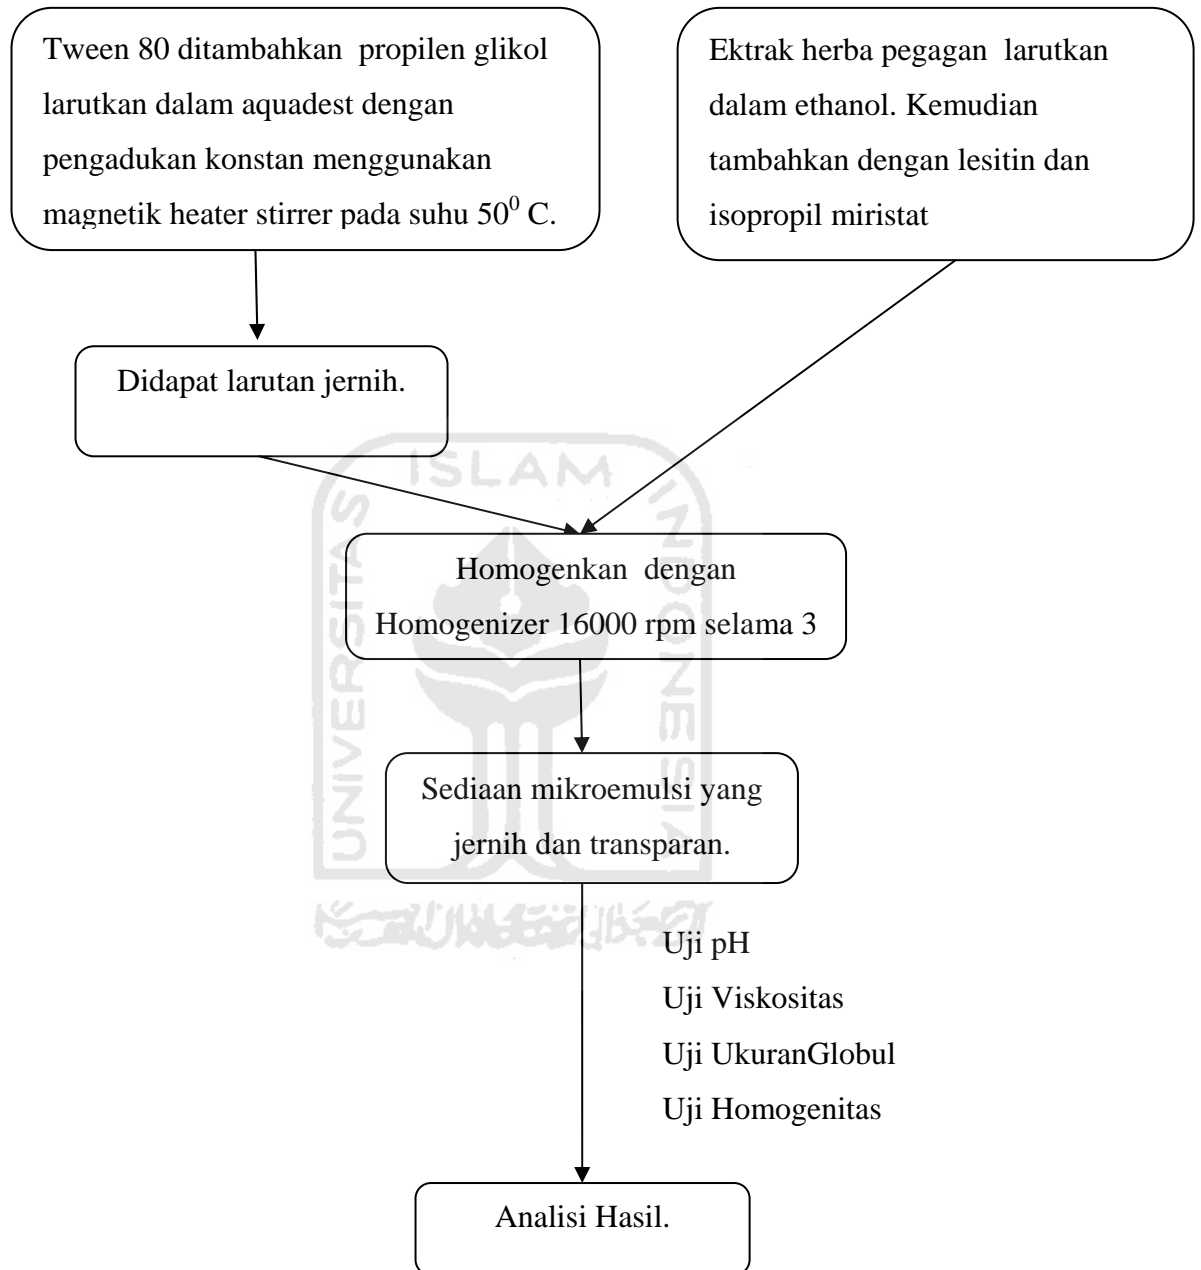 Tween 80 ditambahkan propilen glikol
larutkan dalam aquadest dengan
pengadukan konstan menggunakan
magnetik heater stirrer pada suhu 50⁰ C.
Ektrak herba pegagan larutkan
dalam ethanol. Kemudian
tambahkan dengan lesitin dan
isopropil miristat
Didapat larutan jernih.
ISLAM
UNIVERSITAS
INDONESIA
Homogenkan dengan
Homogenizer 16000 rpm selama 3
Sediaan mikroemulsi yang
jernih dan transparan.
Uji pH
Uji Viskositas
Uji UkuranGlobul
Uji Homogenitas
Analisi Hasil.